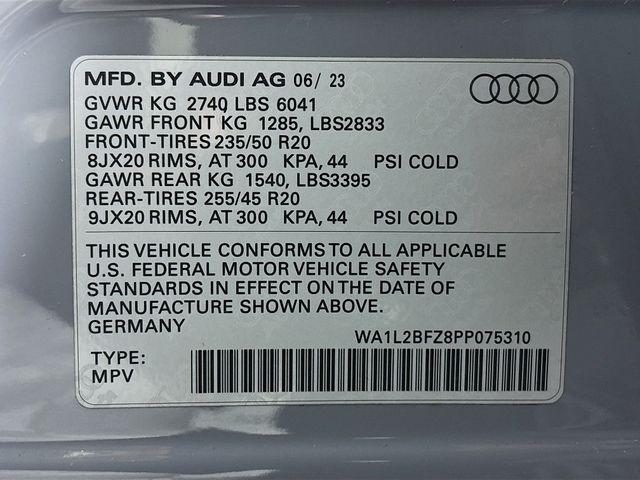 MFD. BY AUDI AG 06/ 23
GVWR KG 2740 LBS 6041
GAWR FRONT KG 1285, LBS2833
FRONT-TIRES 235/50 R20
8JX20 RIMS, AT 300 KPA, 44 PSI COLD
GAWR REAR KG 1540, LBS3395
REAR-TIRES 255/45 R20
9JX20 RIMS, AT 300 KPA, 44 PSI COLD
THIS VEHICLE CONFORMS TO ALL APPLICABLE
U.S. FEDERAL MOTOR VEHICLE SAFETY
STANDARDS IN EFFECT ON THE DATE OF
MANUFACTURE SHOWN ABOVE.
GERMANY
WA1L2BFZ8PP075310
TYPE:
MPV